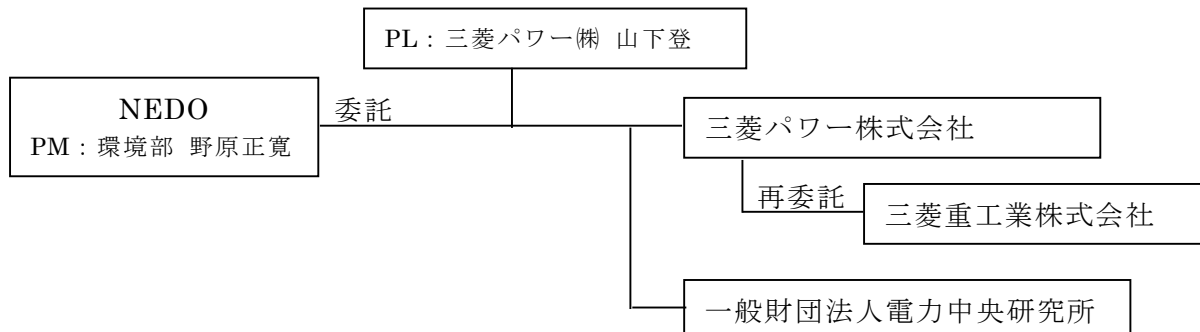 PL：三菱パワー㈱ 山下登
NEDO
PM：環境部 野原正寛
委託
三菱パワー株式会社
再委託
三菱重工業株式会社
一般財団法人電力中央研究所